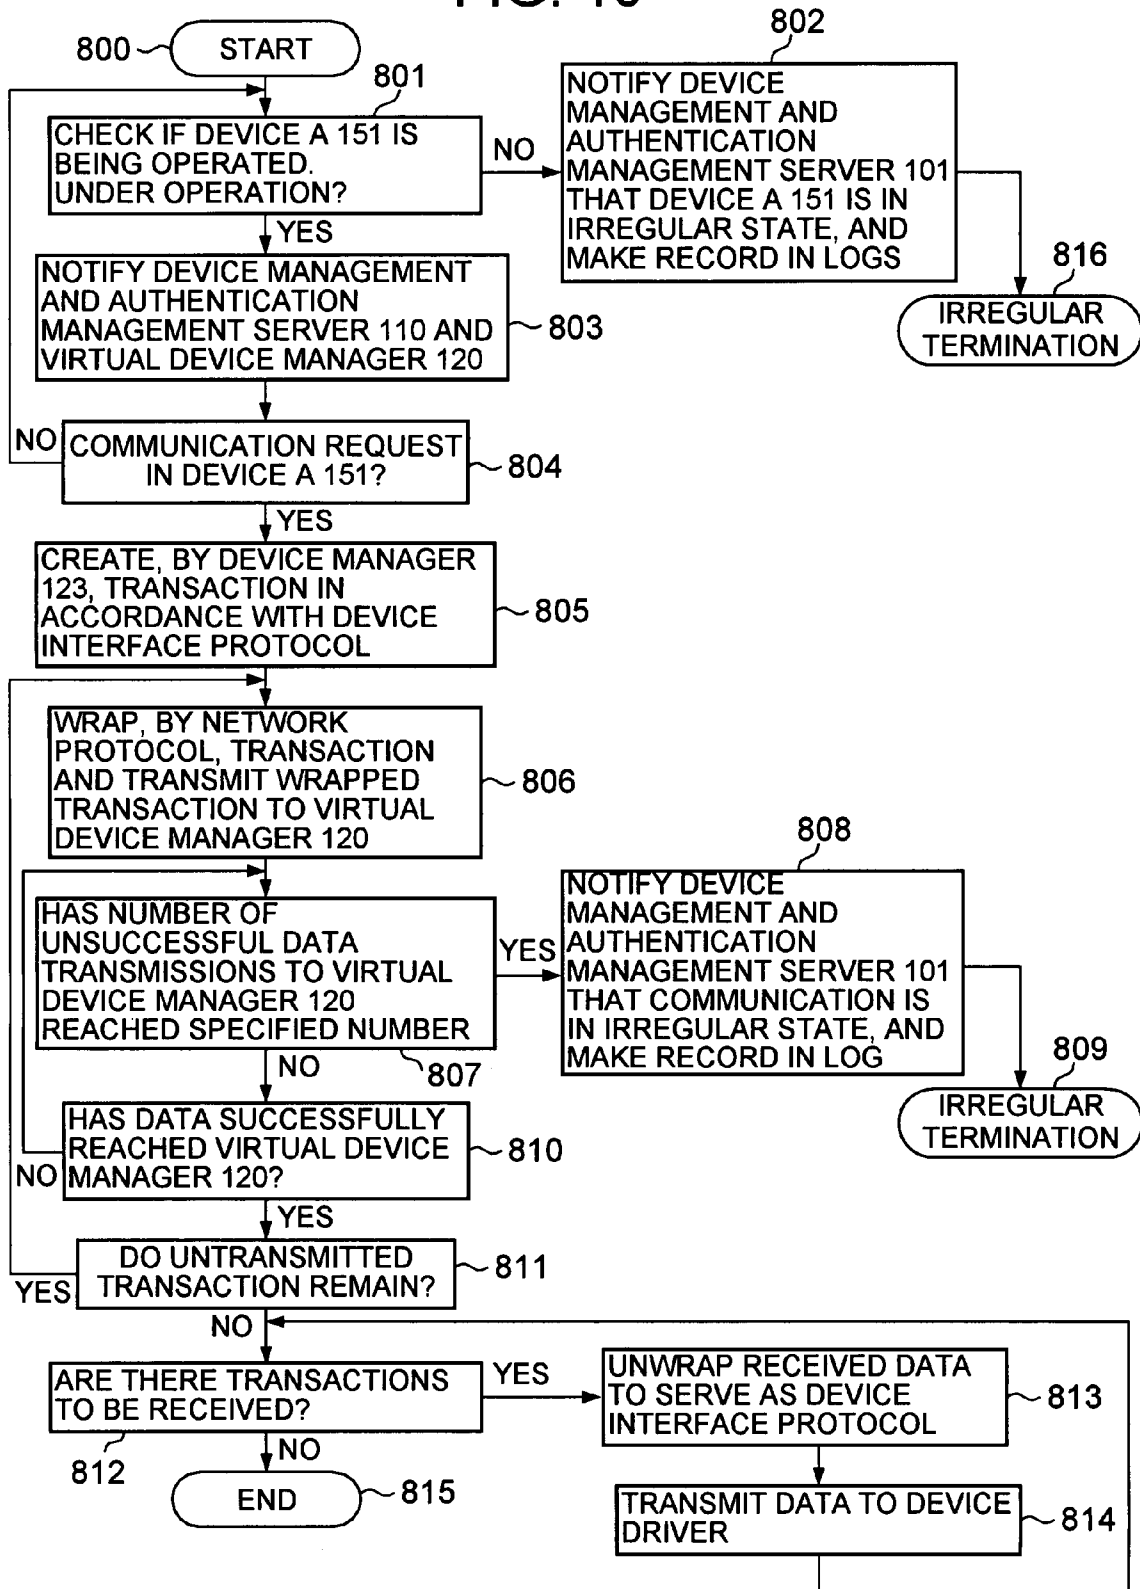 800
START
801
CHECK IF DEVICE A 151 IS
BEING OPERATED.
UNDER OPERATION?
NO
802
NOTIFY DEVICE
MANAGEMENT AND
AUTHENTICATION
MANAGEMENT SERVER 101
THAT DEVICE A 151 IS IN
IRREGULAR STATE, AND
MAKE RECORD IN LOGS
816
IRREGULAR
TERMINATION
YES
NOTIFY DEVICE MANAGEMENT
AND AUTHENTICATION
MANAGEMENT SERVER 110 AND
VIRTUAL DEVICE MANAGER 120
803
NO
COMMUNICATION REQUEST
IN DEVICE A 151?
804
YES
CREATE, BY DEVICE MANAGER
123, TRANSACTION IN
ACCORDANCE WITH DEVICE
INTERFACE PROTOCOL
805
WRAP, BY NETWORK
PROTOCOL, TRANSACTION
AND TRANSMIT WRAPPED
TRANSACTION TO VIRTUAL
DEVICE MANAGER 120
806
HAS NUMBER OF
UNSUCCESSFUL DATA
TRANSMISSIONS TO VIRTUAL
DEVICE MANAGER 120
REACHED SPECIFIED NUMBER
807
YES
808
NOTIFY DEVICE
MANAGEMENT AND
AUTHENTICATION
MANAGEMENT SERVER 101
THAT COMMUNICATION IS
IN IRREGULAR STATE, AND
MAKE RECORD IN LOG
809
IRREGULAR
TERMINATION
NO
HAS DATA SUCCESSFULLY
REACHED VIRTUAL DEVICE
MANAGER 120?
810
NO
YES
DO UNTRANSMITTED
TRANSACTION REMAIN?
811
YES
NO
ARE THERE TRANSACTIONS
TO BE RECEIVED?
812
YES
UNWRAP RECEIVED DATA
TO SERVE AS DEVICE
INTERFACE PROTOCOL
813
NO
END
815
TRANSMIT DATA TO DEVICE
DRIVER
814